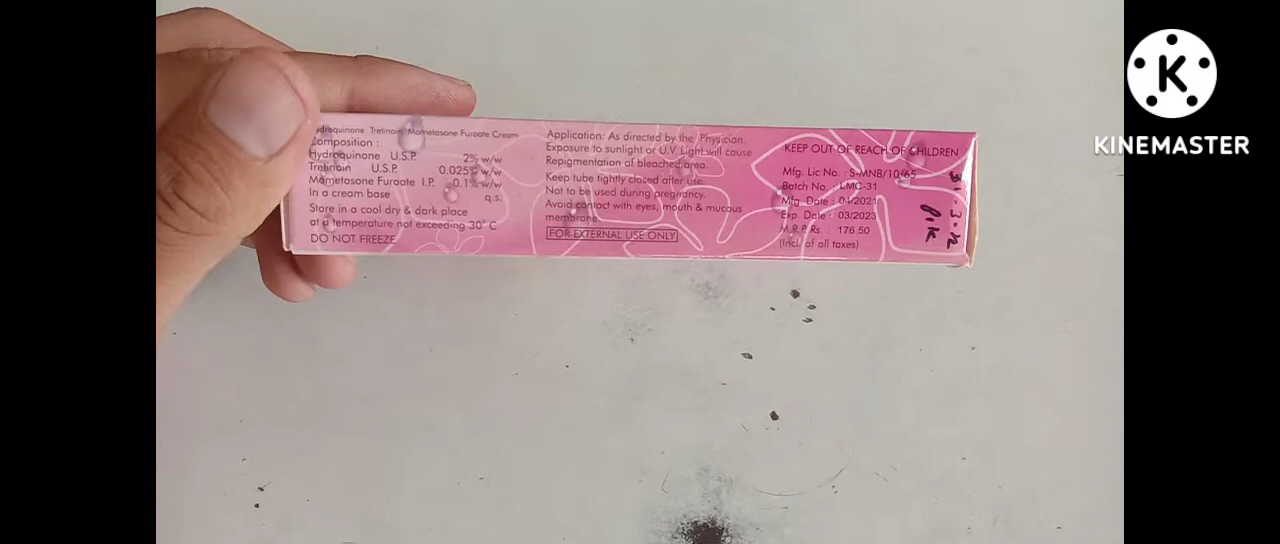 ydroquinone Tretinoin Mometasone Furoate Cream
Composition :
Hydroquinone U.S.P. 2% w/w
Tretinoin U.S.P. 0.025% w/w
Mometasone Furoate I.P. 0.1% w/w
In a cream base q.s.
Store in a cool dry & dark place
at a temperature not exceeding 30° C
DO NOT FREEZE
Application: As directed by the Physician.
Exposure to sunlight or U.V Light will cause
Repigmentation of bleached area.
Keep tube tightly closed after use.
Not to be used during pregnancy.
Avoid contact with eyes, mouth & mucous
membrane.
FOR EXTERNAL USE ONLY
KEEP OUT OF REACH OF CHILDREN
Mfg. Lic No. : S-MNB/10/65
Batch No. : LMC-31
Mfg. Date : 04/2021
Exp. Date : 03/2023
M.R.P. Rs. : 176.50
(Incl. of all taxes)
K
KINEMASTER